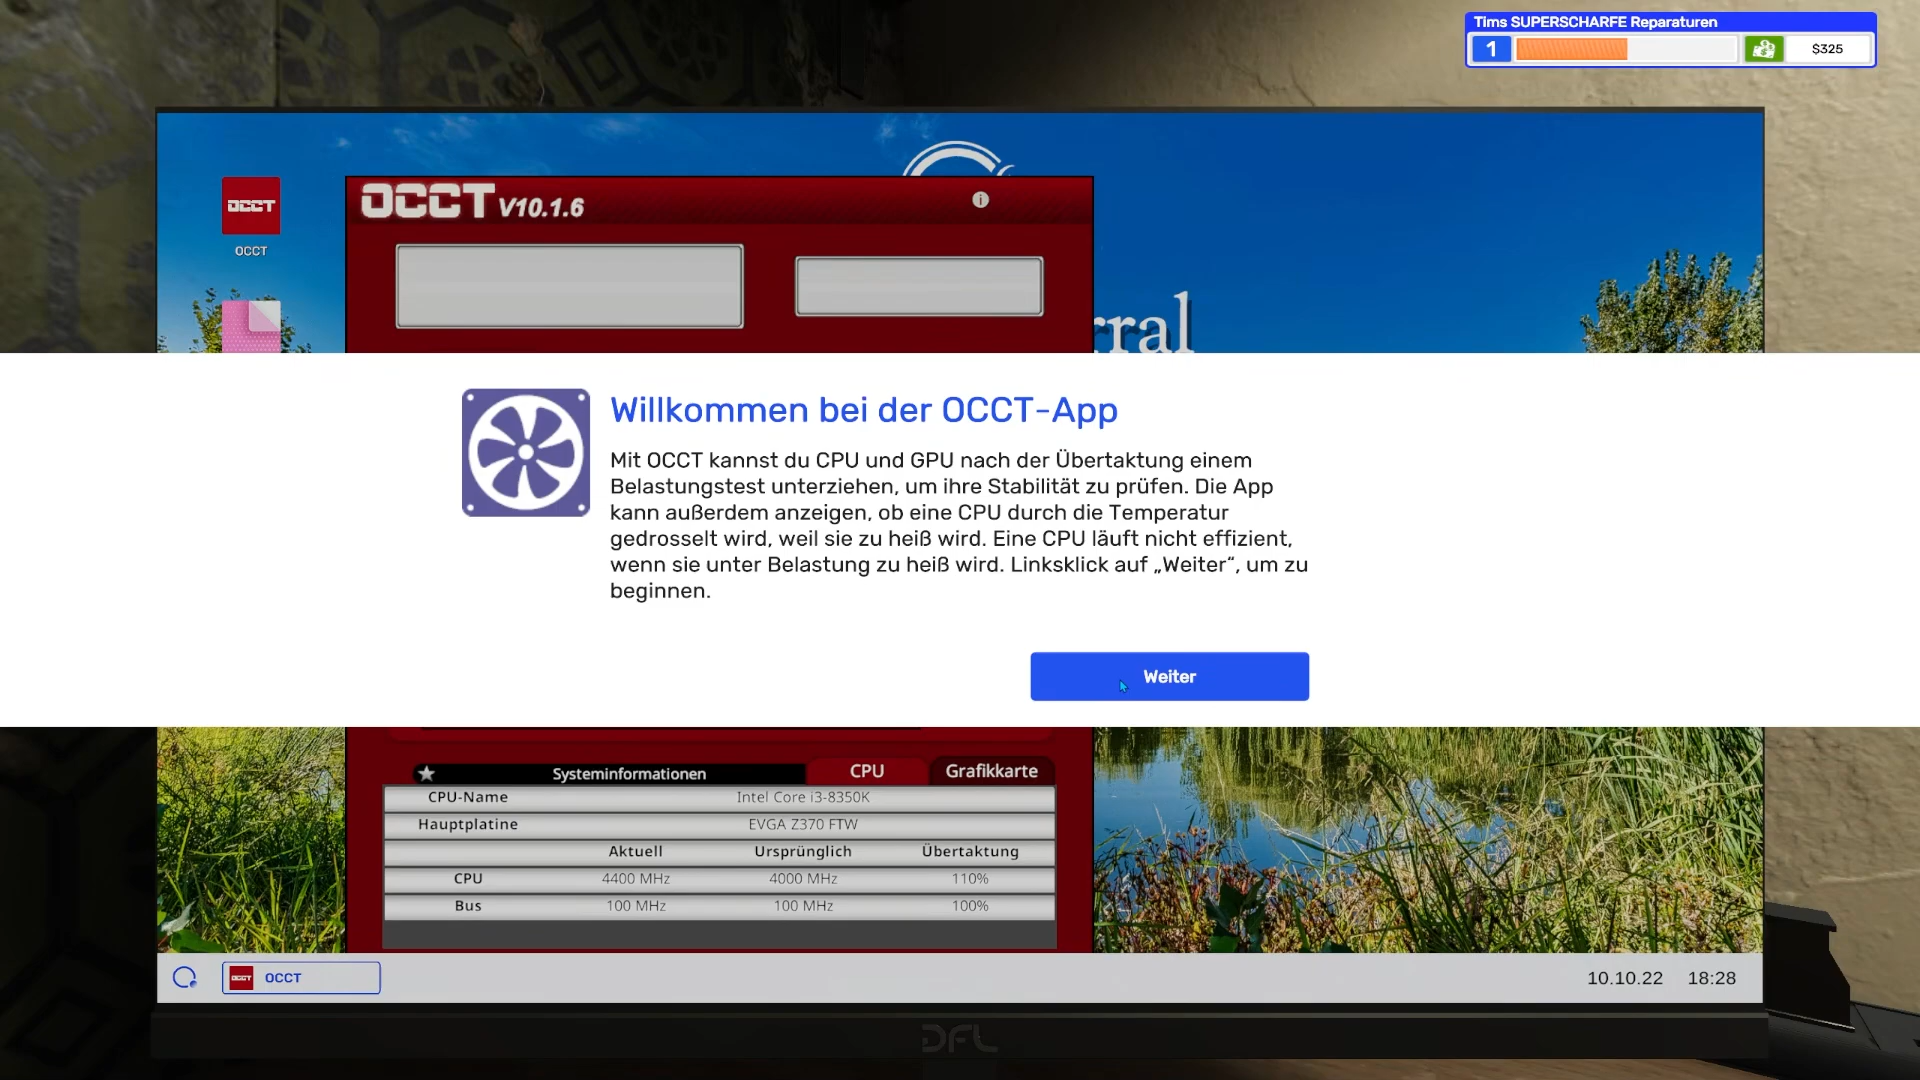 Tims SUPERSCHARFE Reparaturen
1
$325
OCCT V10.1.6
OCCT
OCCT
rral
Willkommen bei der OCCT-App
Mit OCCT kannst du CPU und GPU nach der Übertaktung einem
Belastungstest unterziehen, um ihre Stabilität zu prüfen. Die App
kann außerdem anzeigen, ob eine CPU durch die Temperatur
gedrosselt wird, weil sie zu heiß wird. Eine CPU läuft nicht effizient,
wenn sie unter Belastung zu heiß wird. Linksklick auf „Weiter“, um zu
beginnen.
Weiter
Systeminformationen CPU Grafikkarte
CPU-Name Intel Core i3-8350K
Hauptplatine EVGA Z370 FTW
Aktuell Ursprünglich Übertaktung
CPU 4400 MHz 4000 MHz 110%
Bus 100 MHz 100 MHz 100%
OCCT OCCT 10.10.22 18:28
DFL